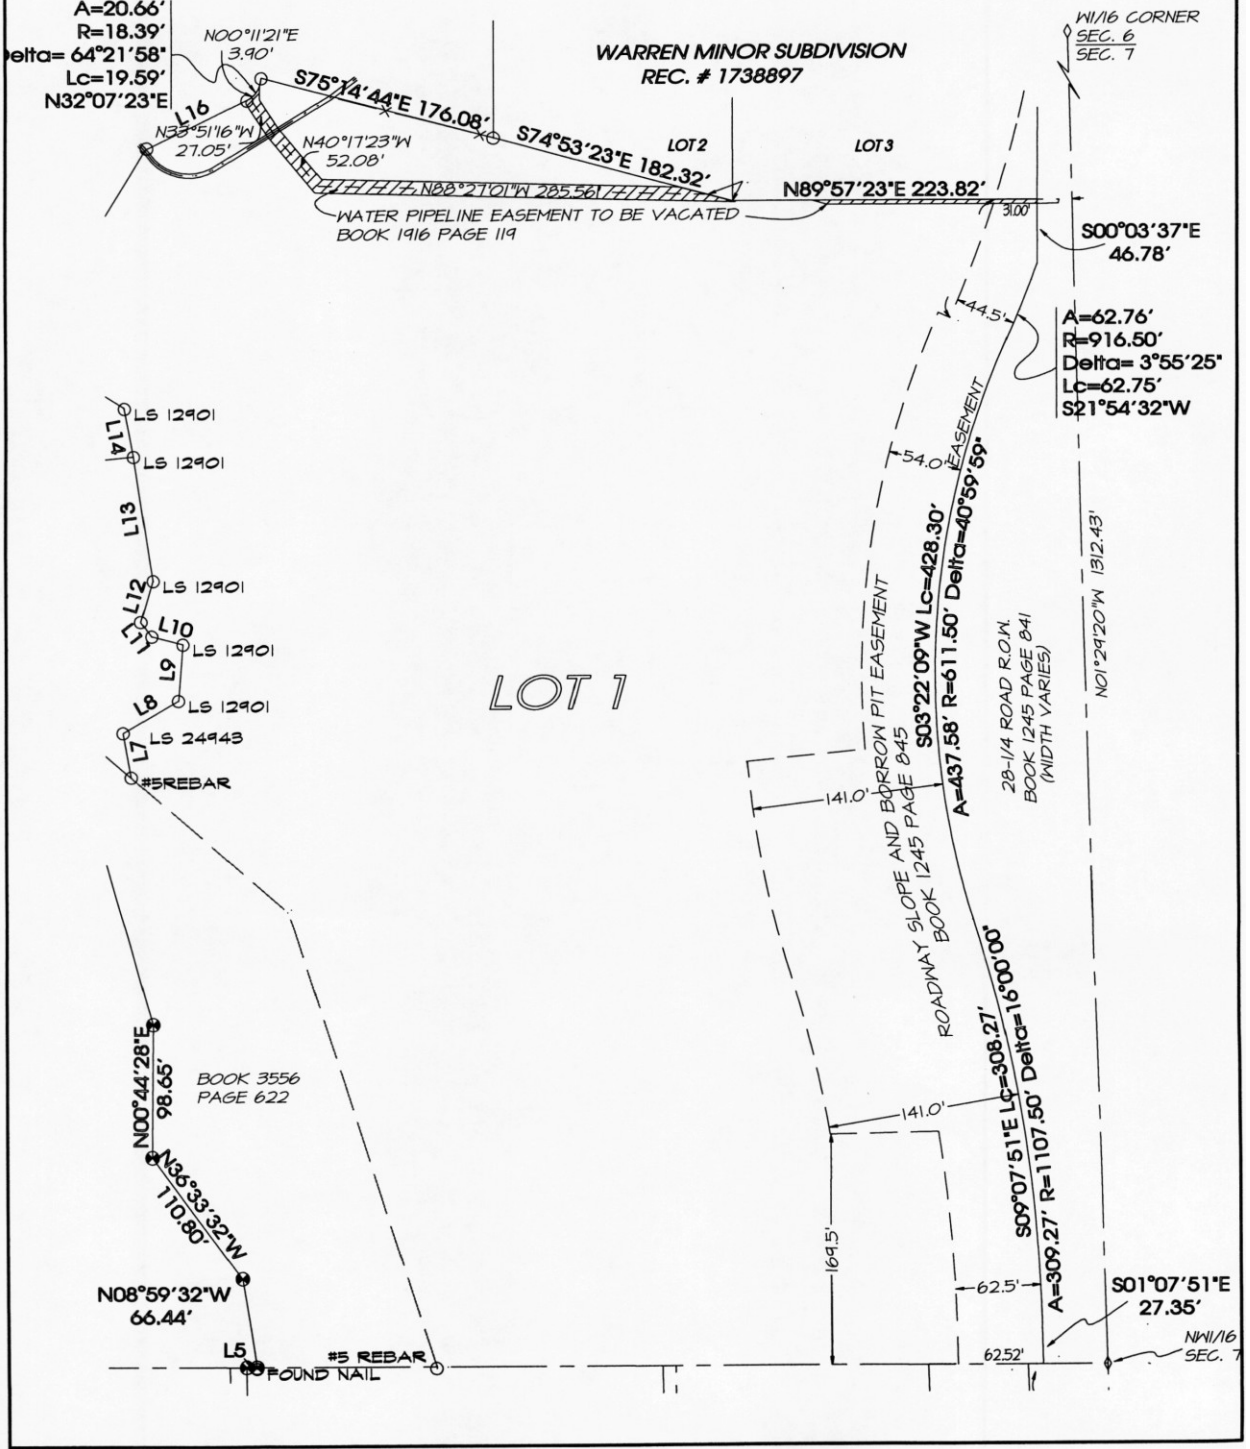 A=20.66'
R=18.39'
Delta= 64°21'58"
Lc=19.59'
N32°07'23"E
N00°11'21"E
3.90'
L16
N33°51'16"W
27.05'
S75°14'44"E 176.08'
N40°17'23"W
52.08'
S74°53'23"E 182.32'
N88°27'01"W 285.56'
WATER PIPELINE EASEMENT TO BE VACATED
BOOK 1916 PAGE 119
WARREN MINOR SUBDIVISION
REC. # 1738897
LOT 2
LOT 3
N89°57'23"E 223.82'
31.00'
W1/16 CORNER
SEC. 6
SEC. 7
S00°03'37"E
46.78'
44.5'
A=62.76'
R=916.50'
Delta= 3°55'25"
Lc=62.75'
S21°54'32"W
EASEMENT
54.0'
L14
LS 12901
LS 12901
L13
LS 12901
L12
L11
L10
LS 12901
L9
L8
LS 12901
L7
LS 24943
#5REBAR
LOT 1
S03°22'09"W Lc=428.30'
A=437.58' R=611.50' Delta=40°59'59"
ROADWAY SLOPE AND BORROW PIT EASEMENT
BOOK 1245 PAGE 845
28-1/4 ROAD R.O.W.
BOOK 1245 PAGE 841
(WIDTH VARIES)
N01°29'20"W 1312.43'
141.0'
141.0'
S09°07'51"E Lc=308.27'
A=309.27' R=1107.50' Delta=16°00'00"
N00°44'28"E
98.65'
BOOK 3556
PAGE 622
N36°33'32"W
110.80'
N08°59'32"W
66.44'
169.5'
62.5'
S01°07'51"E
27.35'
L5
FOUND NAIL
#5 REBAR
62.52'
NW1/16
SEC. 7